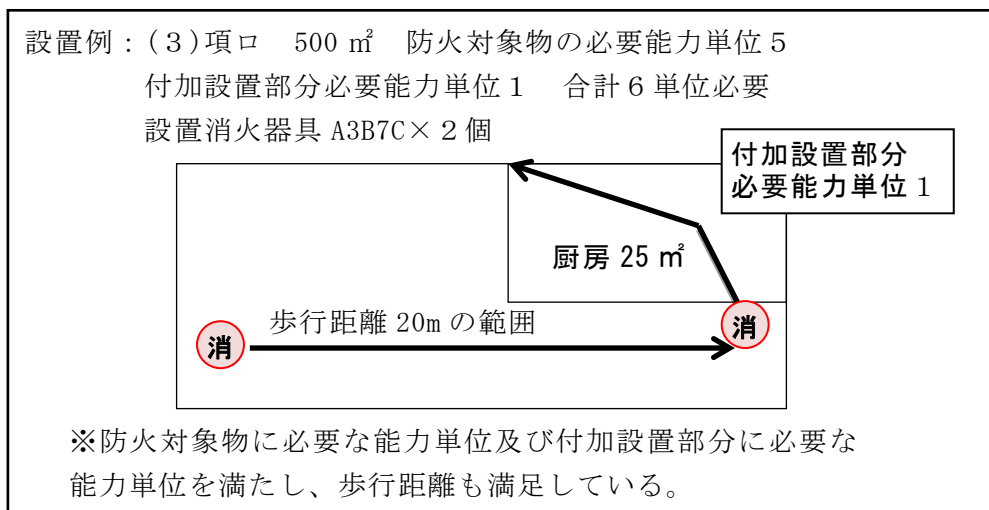 設置例：(３)項ロ　500 ㎡　防火対象物の必要能力単位５
付加設置部分必要能力単位１　合計６単位必要
設置消火器具 A3B7C×２個
付加設置部分
必要能力単位１
厨房 25 ㎡
歩行距離 20m の範囲
消
消
※防火対象物に必要な能力単位及び付加設置部分に必要な
能力単位を満たし、歩行距離も満足している。